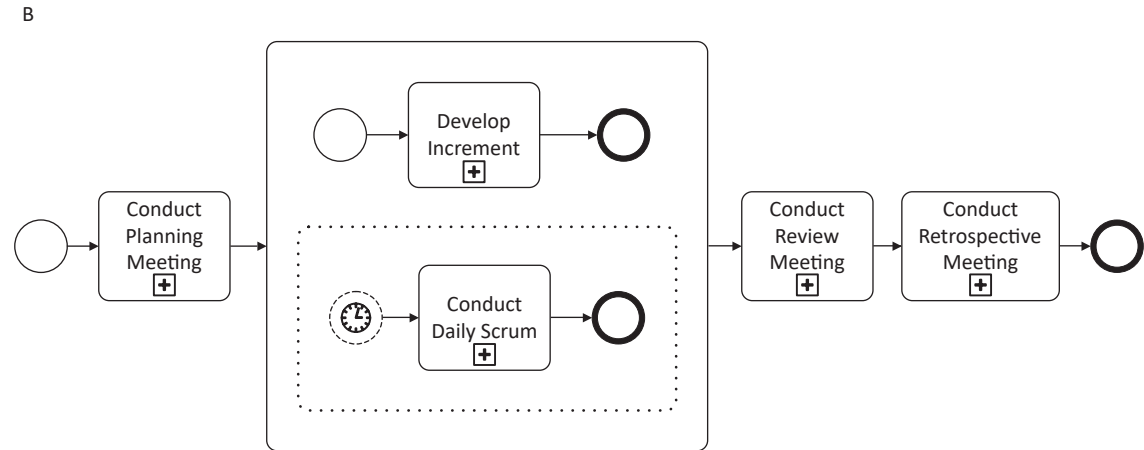 B
Develop
Increment
Conduct
Planning
Meeting
Conduct
Daily Scrum
Conduct
Review
Meeting
Conduct
Retrospective
Meeting